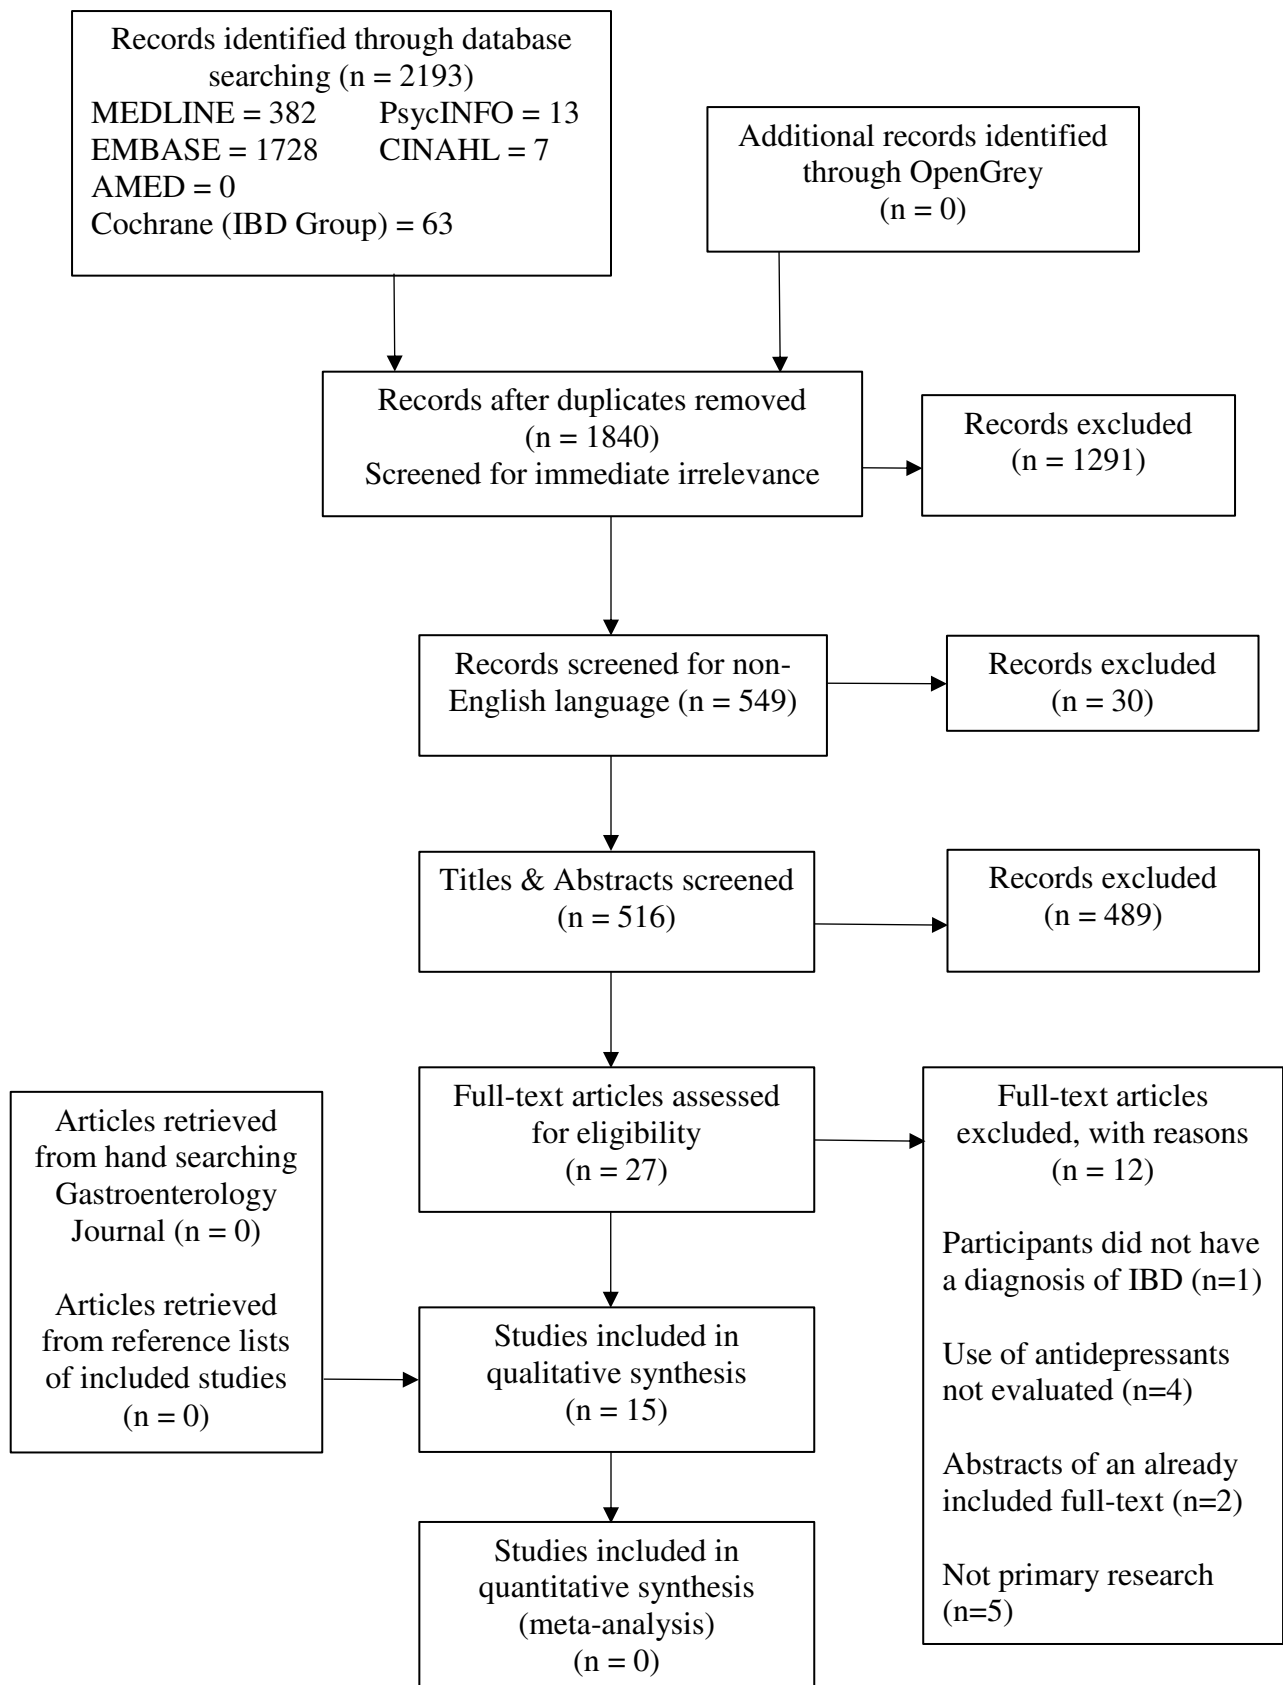 Records identified through database
searching (n = 2193)
MEDLINE = 382 PsycINFO = 13
EMBASE = 1728 CINAHL = 7
AMED = 0
Cochrane (IBD Group) = 63
Additional records identified
through OpenGrey
(n = 0)
Records after duplicates removed
(n = 1840)
Screened for immediate irrelevance
Records excluded
(n = 1291)
Records screened for non-
English language (n = 549)
Records excluded
(n = 30)
Titles & Abstracts screened
(n = 516)
Records excluded
(n = 489)
Full-text articles assessed
for eligibility
(n = 27)
Full-text articles
excluded, with reasons
(n = 12)
Participants did not have
a diagnosis of IBD (n=1)
Use of antidepressants
not evaluated (n=4)
Abstracts of an already
included full-text (n=2)
Not primary research
(n=5)
Articles retrieved
from hand searching
Gastroenterology
Journal (n = 0)
Articles retrieved
from reference lists
of included studies
(n = 0)
Studies included in
qualitative synthesis
(n = 15)
Studies included in
quantitative synthesis
(meta-analysis)
(n = 0)